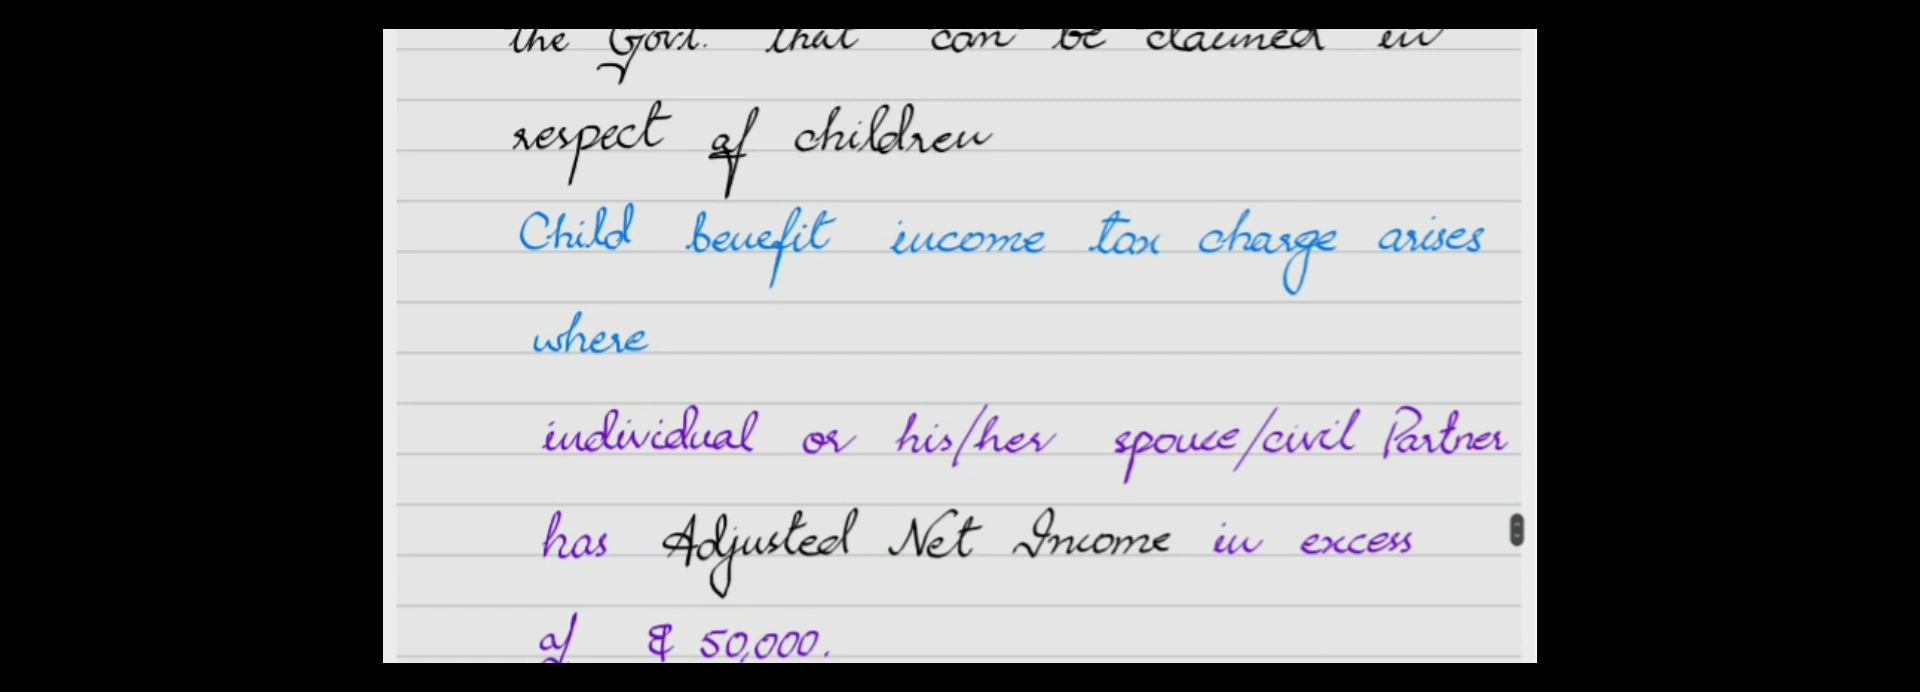 the Govt. that can be claimed in
respect of children
Child benefit income tax charge arises
where
individual or his/her spouse/civil Partner
has Adjusted Net Income in excess
of £ 50,000.